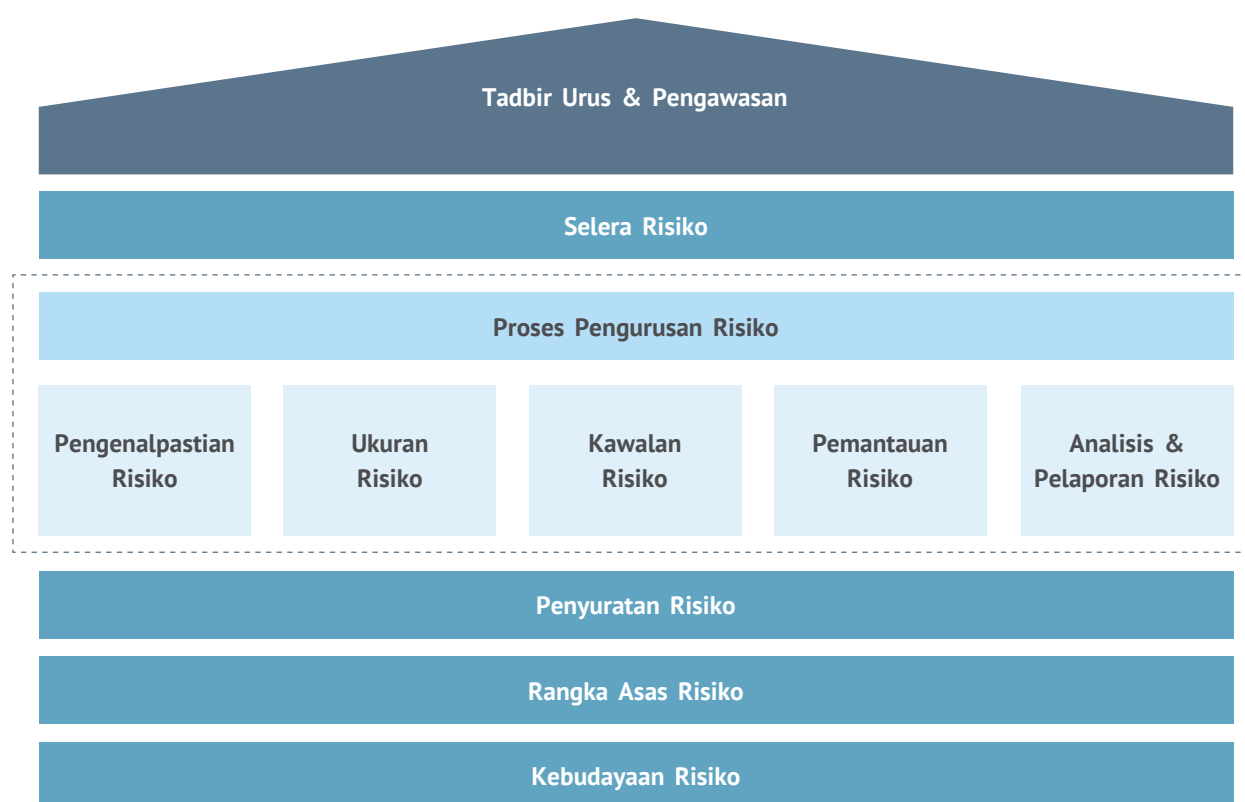 Tadbir Urus & Pengawasan
Selera Risiko
Proses Pengurusan Risiko
Pengenalpastian
Risiko
Ukuran
Risiko
Kawalan
Risiko
Pemantauan
Risiko
Analisis &
Pelaporan Risiko
Penyuratan Risiko
Rangka Asas Risiko
Kebudayaan Risiko